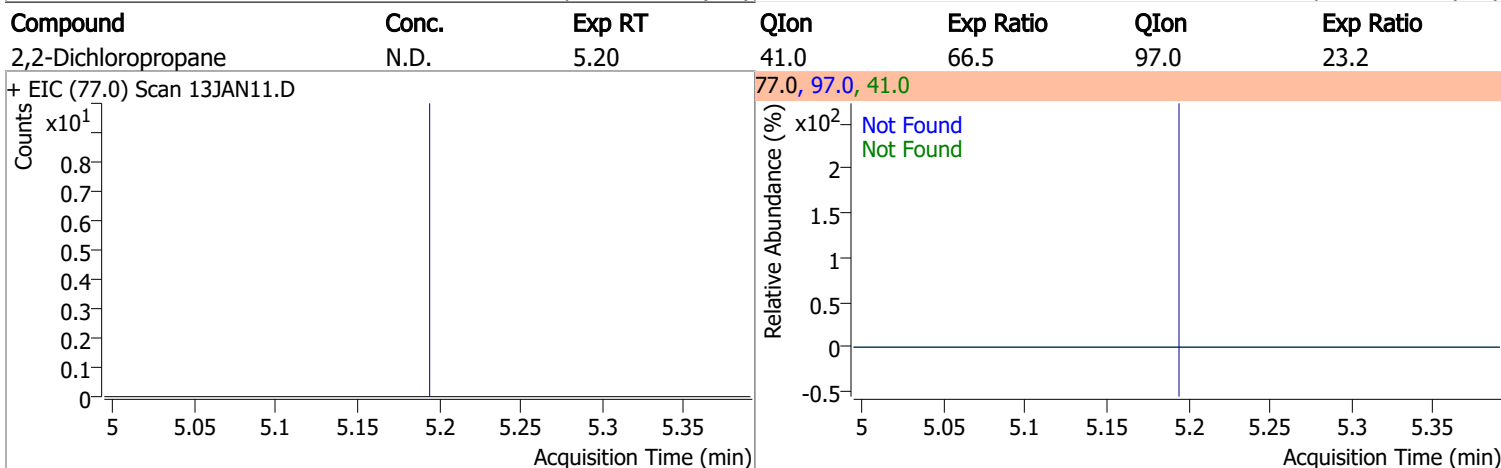 Compound Conc. Exp RT QIon Exp Ratio QIon Exp Ratio
2,2-Dichloropropane N.D. 5.20 41.0 66.5 97.0 23.2
+ EIC (77.0) Scan 13JAN11.D
Counts
x10¹
0.8
0.7
0.6
0.5
0.4
0.3
0.2
0.1
0
5 5.05 5.1 5.15 5.2 5.25 5.3 5.35
Acquisition Time (min)
77.0, 97.0, 41.0
Relative Abundance (%)
x10²
Not Found
Not Found
2
1.5
1
0.5
0
-0.5
5 5.05 5.1 5.15 5.2 5.25 5.3 5.35
Acquisition Time (min)